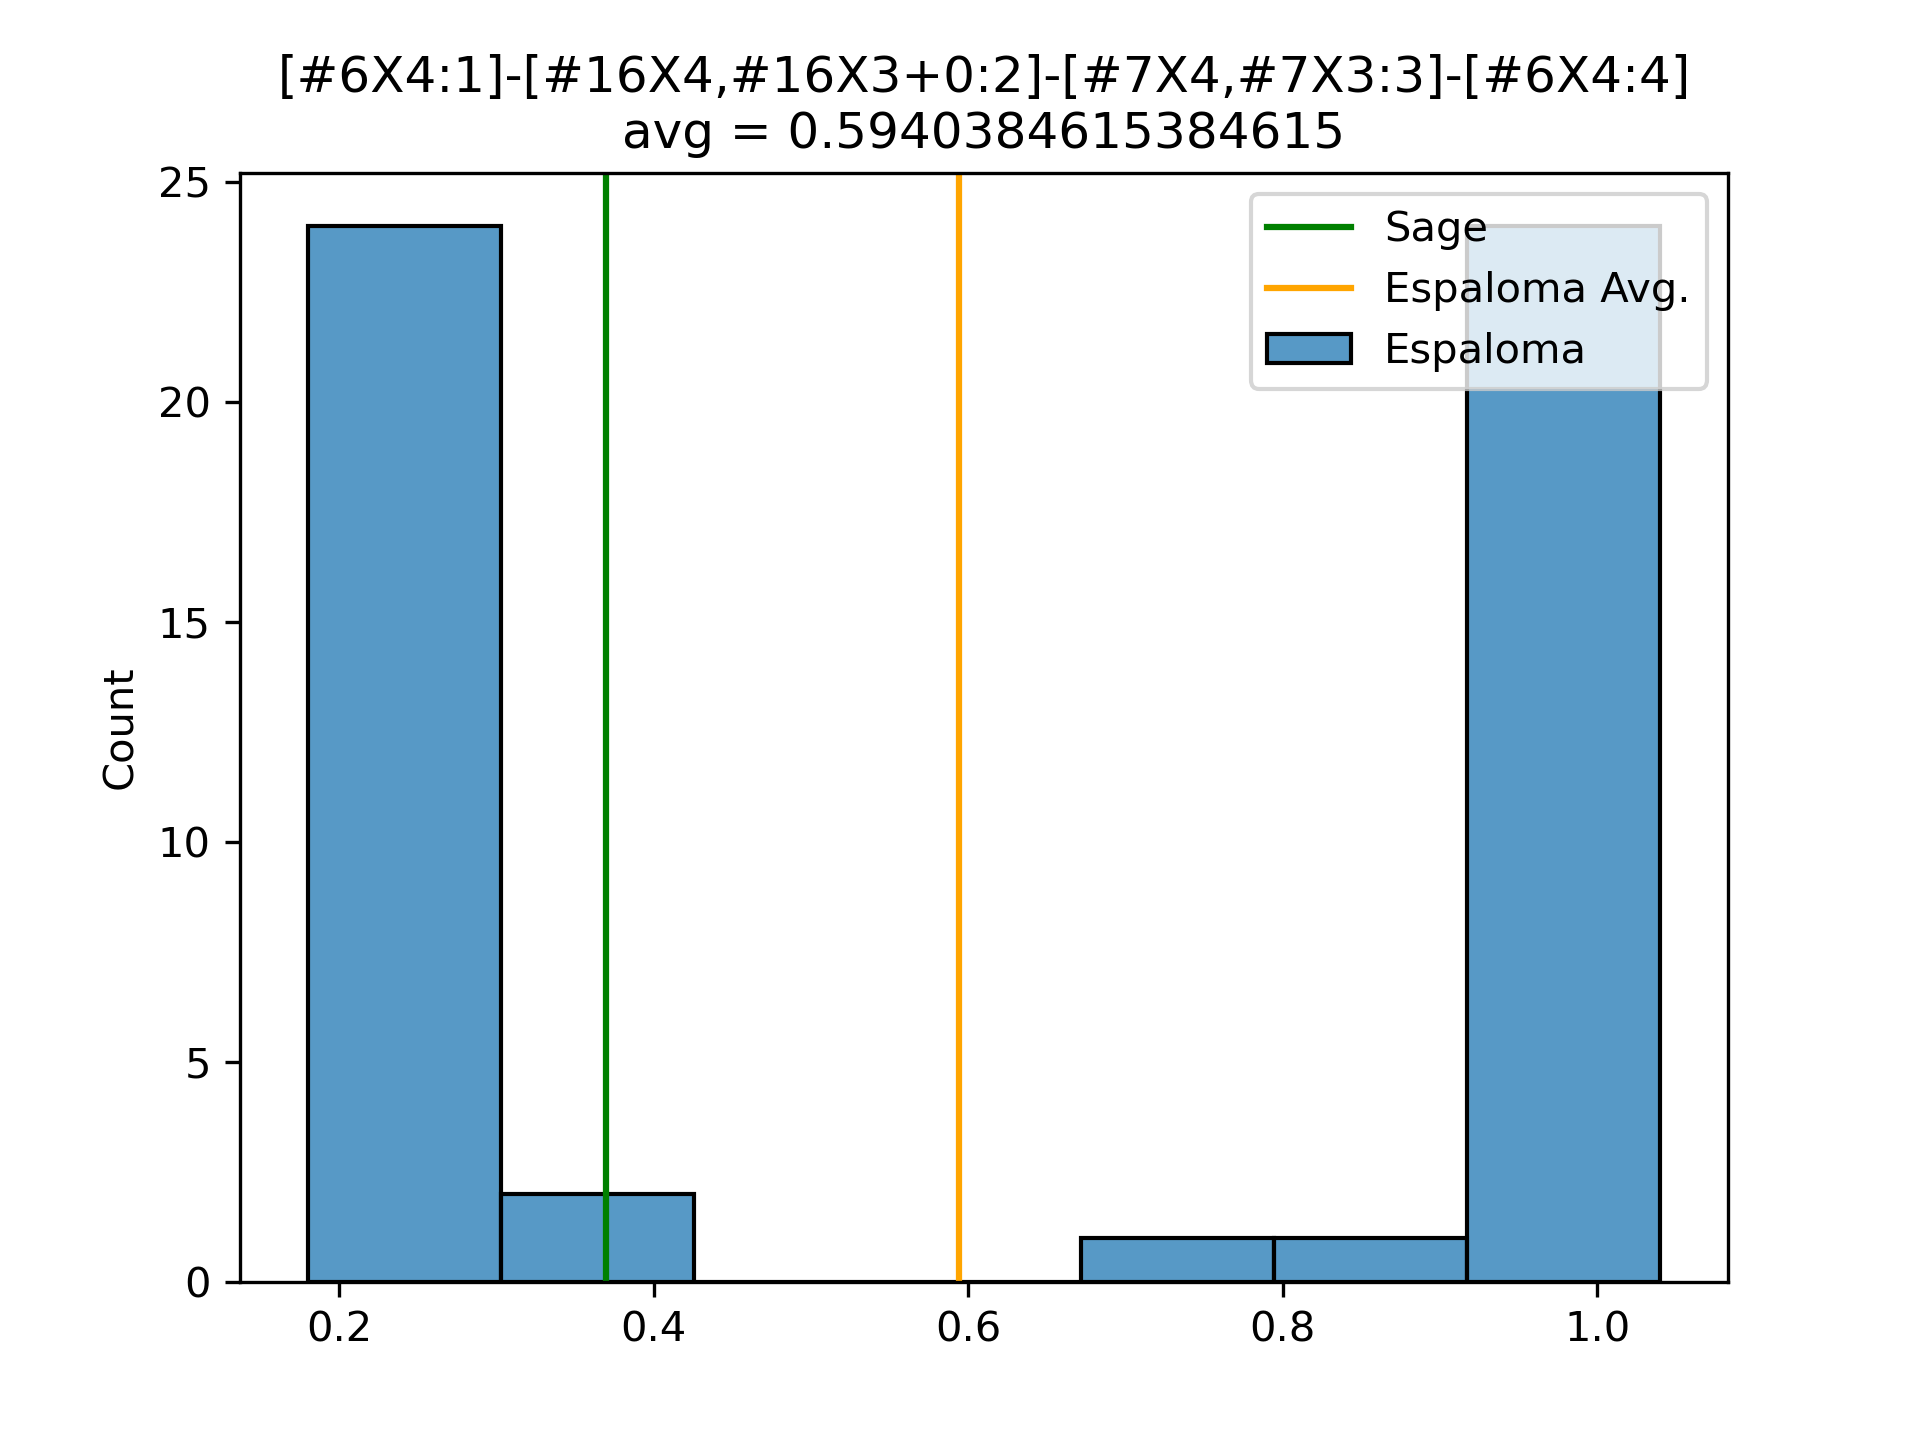 [#6X4:1]-[#16X4,#16X3+0:2]-[#7X4,#7X3:3]-[#6X4:4]
avg = 0.5940384615384615
Sage
Espaloma Avg.
Espaloma
25
20
15
10
5
0
Count
0.2 0.4 0.6 0.8 1.0